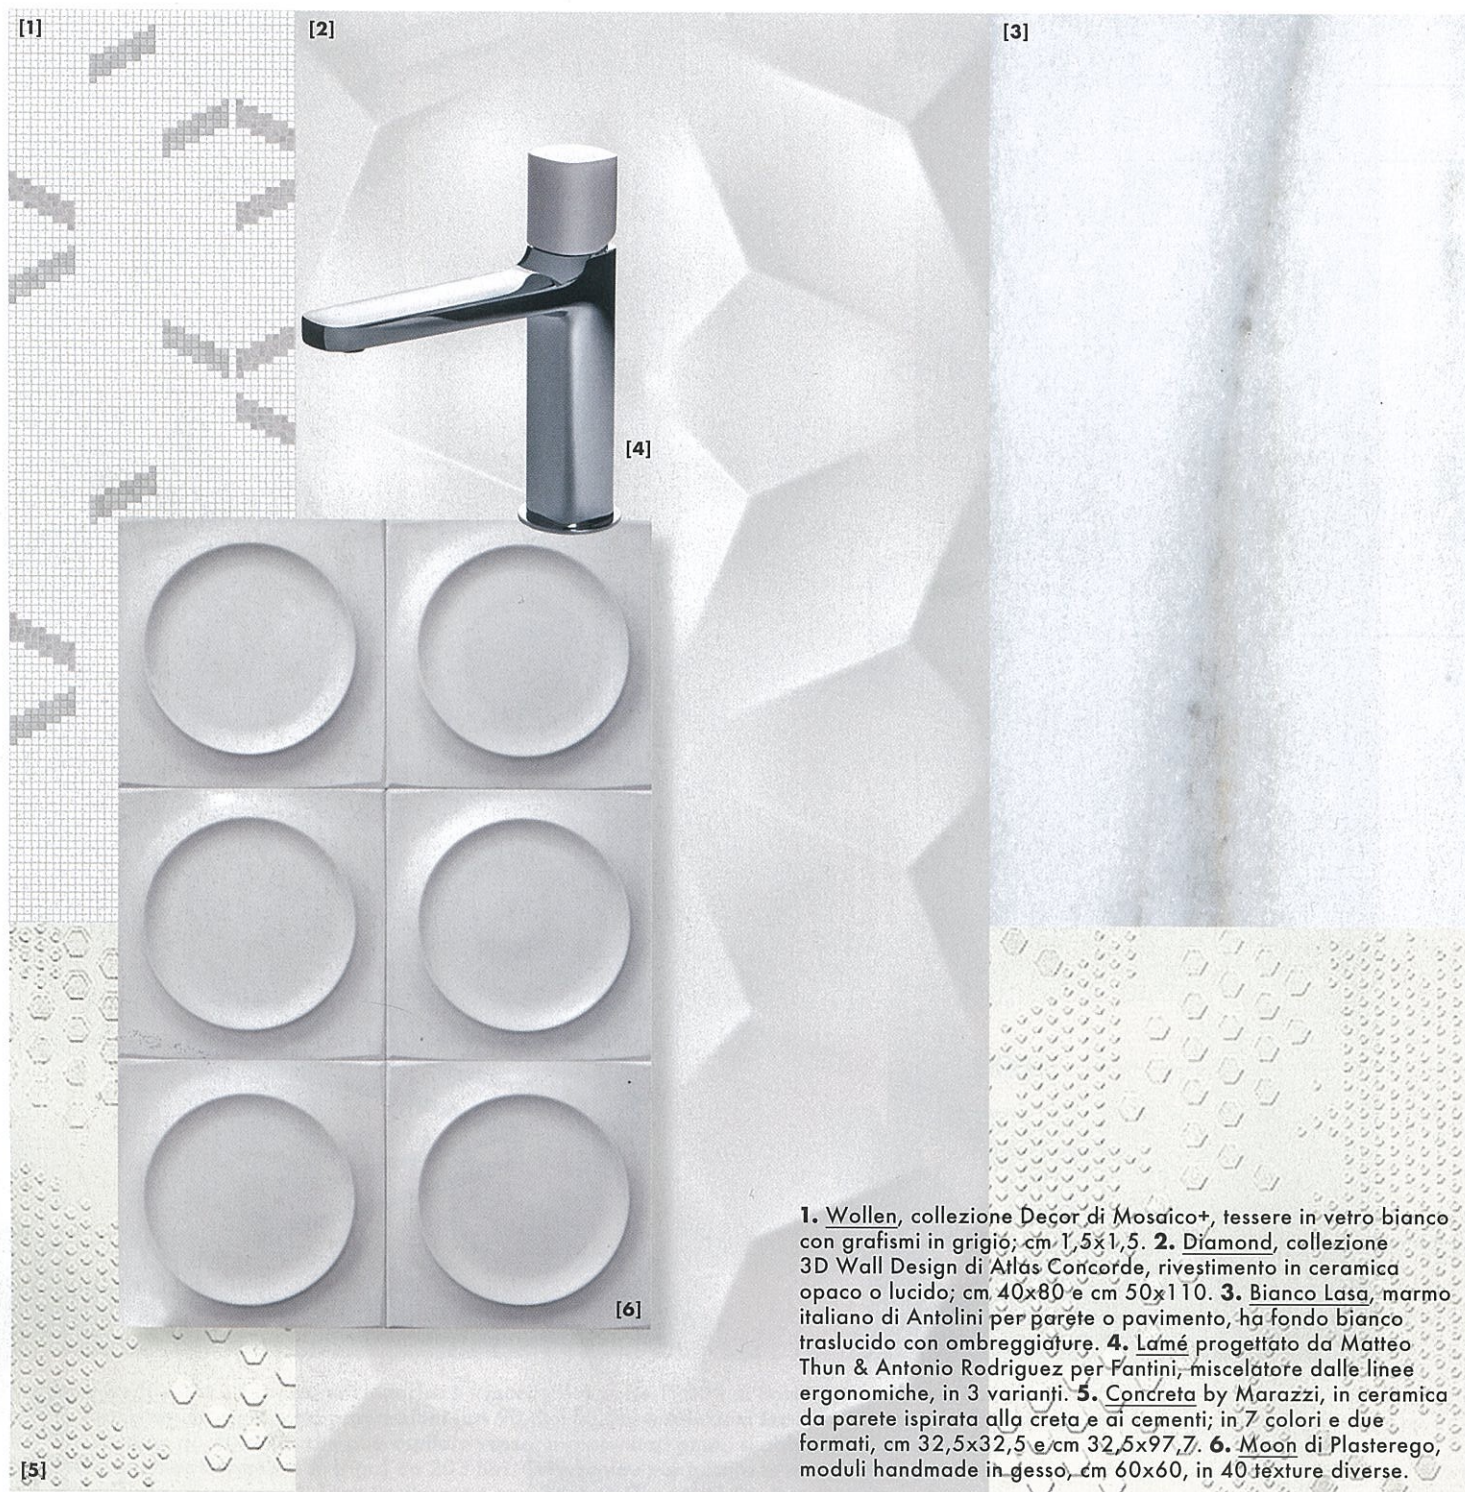 [1]
[2]
[3]
[4]
[6]
1. Wollen, collezione Decor di Mosaico+, tessere in vetro bianco
con grafismi in grigio; cm 1,5x1,5. 2. Diamond, collezione
3D Wall Design di Atlas Concorde, rivestimento in ceramica
opaco o lucido; cm 40x80 e cm 50x110. 3. Bianco Lasa, marmo
italiano di Antolini per parete o pavimento, ha fondo bianco
traslucido con ombreggiature. 4. Lamé progettato da Matteo
Thun & Antonio Rodriguez per Fantini, miscelatore dalle linee
ergonomiche, in 3 varianti. 5. Concreta by Marazzi, in ceramica
da parete ispirata alla creta e ai cementi; in 7 colori e due
formati, cm 32,5x32,5 e cm 32,5x97,7. 6. Moon di Plasterego,
moduli handmade in gesso, cm 60x60, in 40 texture diverse.
[5]